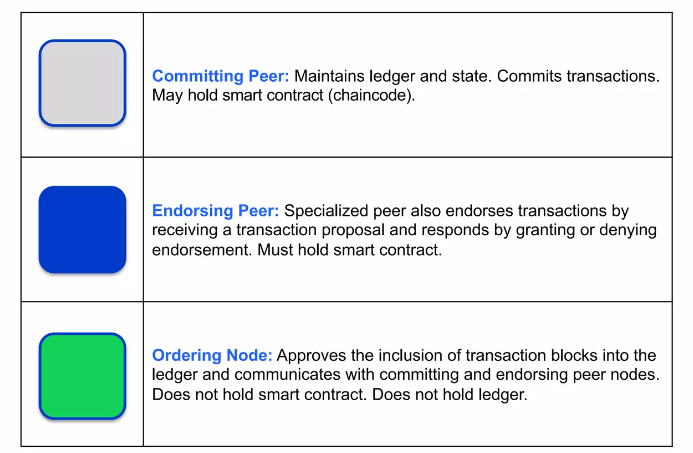 Committing Peer: Maintains ledger and state. Commits transactions.
May hold smart contract (chaincode).
Endorsing Peer: Specialized peer also endorses transactions by
receiving a transaction proposal and responds by granting or denying
endorsement. Must hold smart contract.
Ordering Node: Approves the inclusion of transaction blocks into the
ledger and communicates with committing and endorsing peer nodes.
Does not hold smart contract. Does not hold ledger.